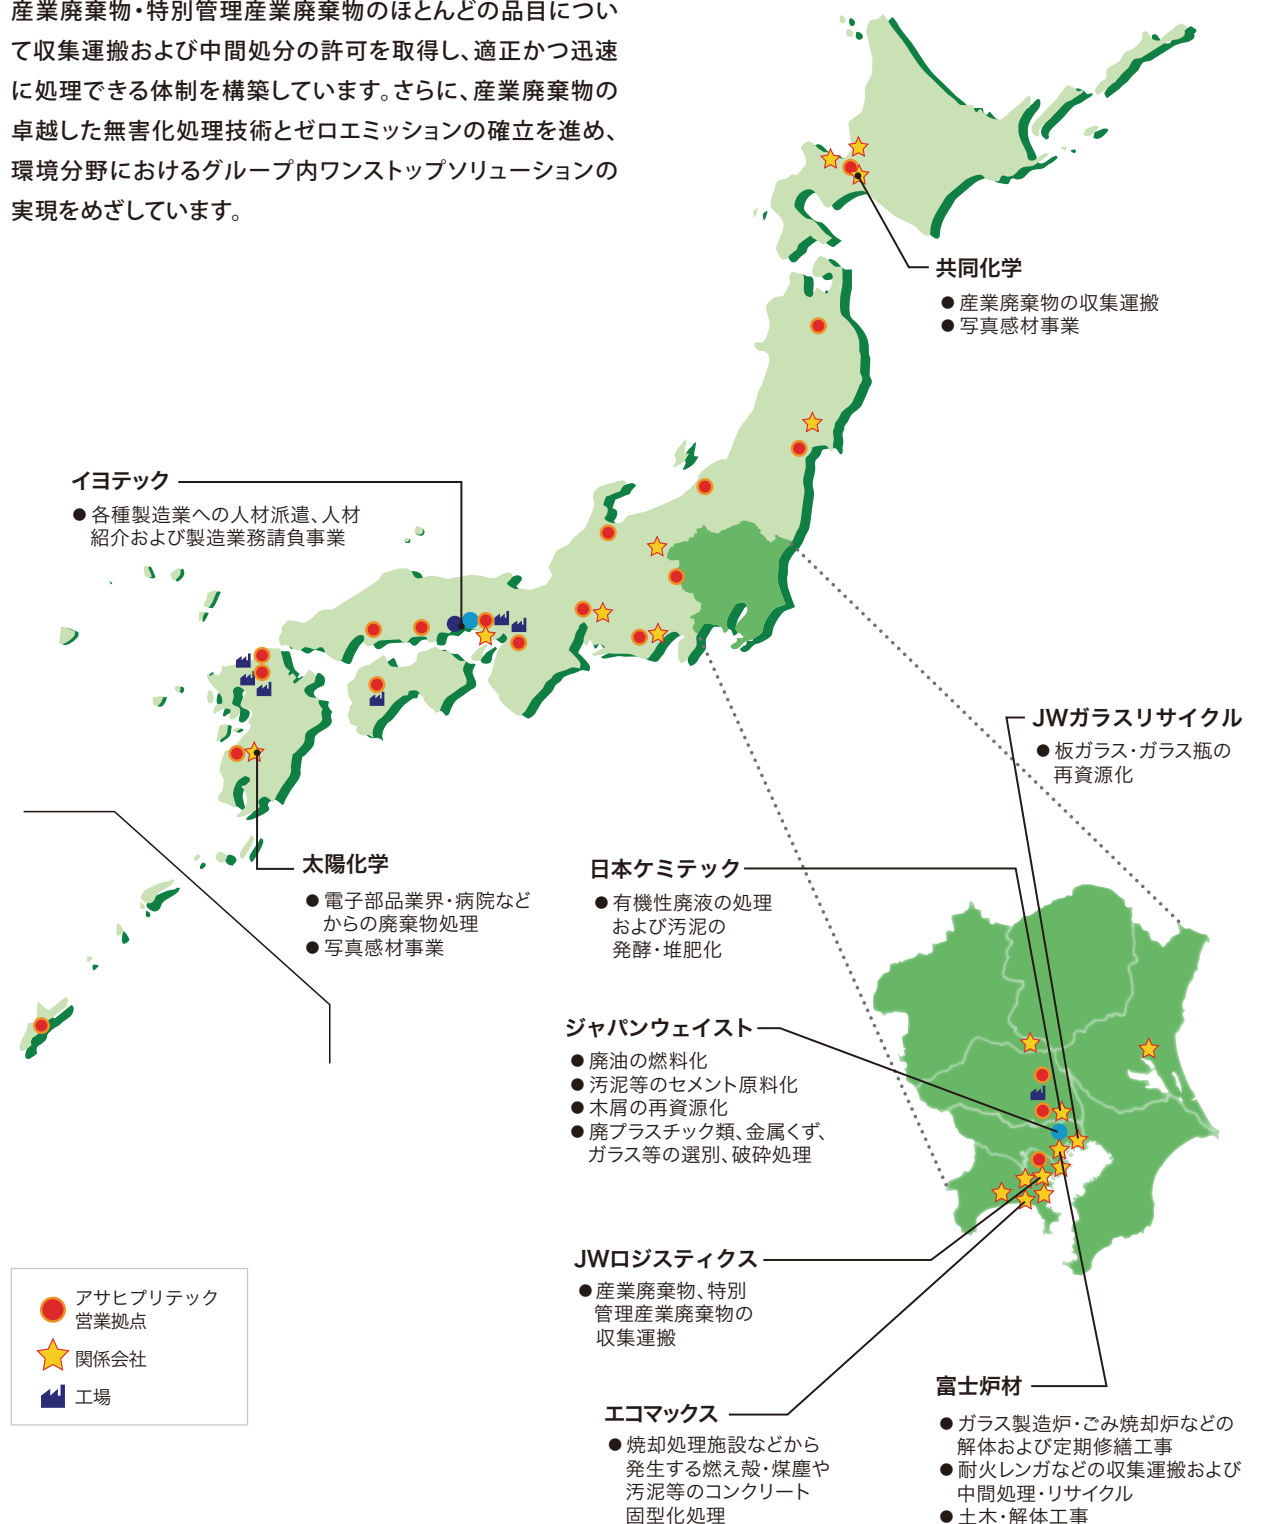 産業廃棄物・特別管理産業廃棄物のほとんどの品目につい
て収集運搬および中間処分の許可を取得し、適正かつ迅速
に処理できる体制を構築しています。さらに、産業廃棄物の
卓越した無害化処理技術とゼロエミッションの確立を進め、
環境分野におけるグループ内ワンストップソリューションの
実現をめざしています。
共同化学
●産業廃棄物の収集運搬
●写真感材事業
イヨテック
●各種製造業への人材派遣、人材
紹介および製造業務請負事業
JWガラスリサイクル
●板ガラス・ガラス瓶の
再資源化
太陽化学
●電子部品業界・病院など
からの廃棄物処理
●写真感材事業
日本ケミテック
●有機性廃液の処理
および汚泥の
発酵・堆肥化
ジャパンウェイスト
●廃油の燃料化
●汚泥等のセメント原料化
●木屑の再資源化
●廃プラスチック類、金属くず、
ガラス等の選別、破砕処理
JWロジスティクス
●産業廃棄物、特別
管理産業廃棄物の
収集運搬
アサヒプリテック
営業拠点
関係会社
工場
エコマックス
●焼却処理施設などから
発生する燃え殻・煤塵や
汚泥等のコンクリート
固型化処理
富士炉材
●ガラス製造炉・ごみ焼却炉などの
解体および定期修繕工事
●耐火レンガなどの収集運搬および
中間処理・リサイクル
●土木・解体工事